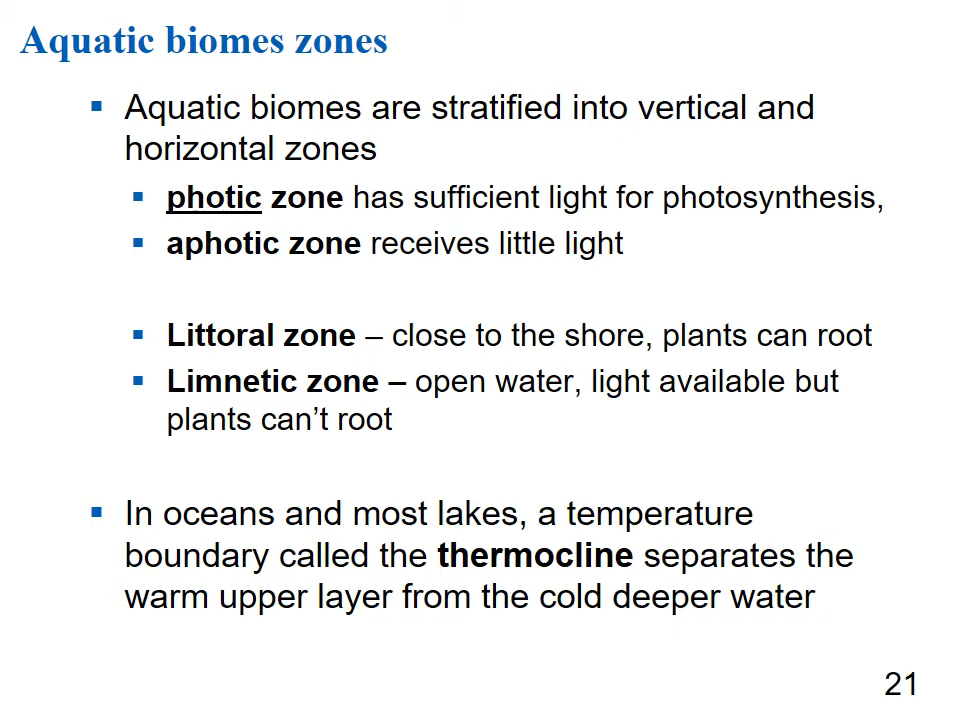 Aquatic biomes zones
▪ Aquatic biomes are stratified into vertical and
horizontal zones
▪ photic zone has sufficient light for photosynthesis,
▪ aphotic zone receives little light
▪ Littoral zone – close to the shore, plants can root
▪ Limnetic zone – open water, light available but
plants can’t root
▪ In oceans and most lakes, a temperature
boundary called the thermocline separates the
warm upper layer from the cold deeper water
21